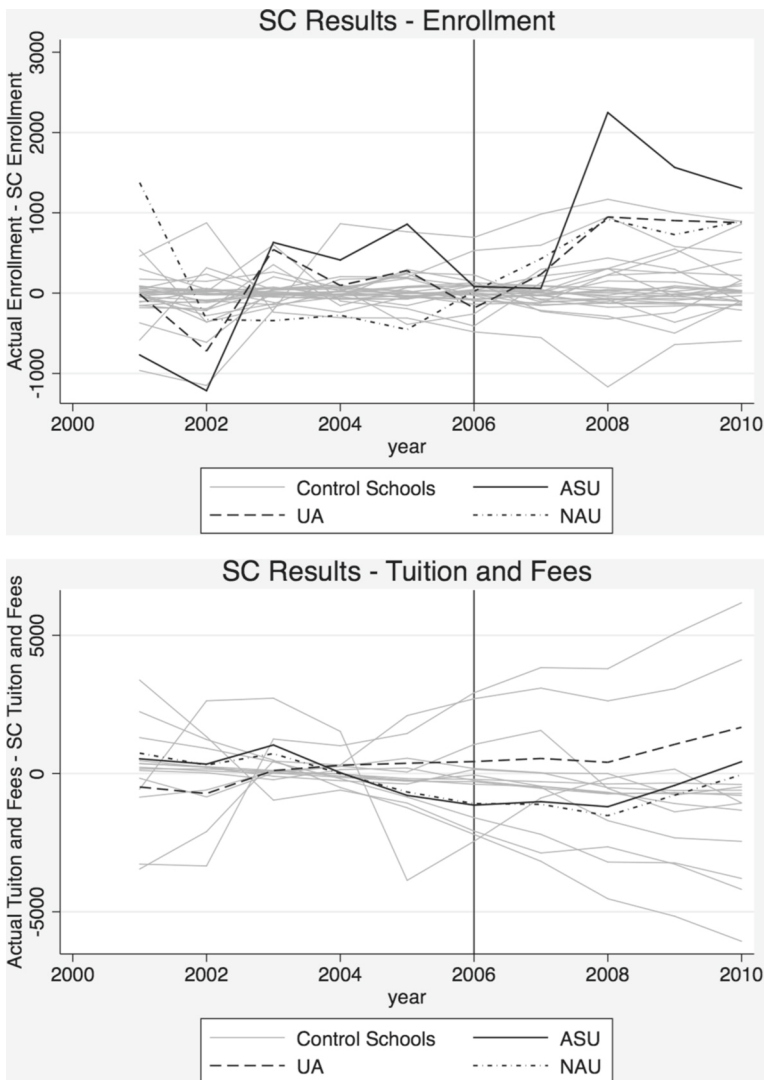 SC Results - Enrollment
Actual Enrollment - SC Enrollment
3000
2000
1000
0
-1000
2000 2002 2004 2006 2008 2010
year
Control Schools ASU
UA NAU
SC Results - Tuition and Fees
Actual Tuition and Fees - SC Tuiton and Fees
5000
0
-5000
2000 2002 2004 2006 2008 2010
year
Control Schools ASU
UA NAU